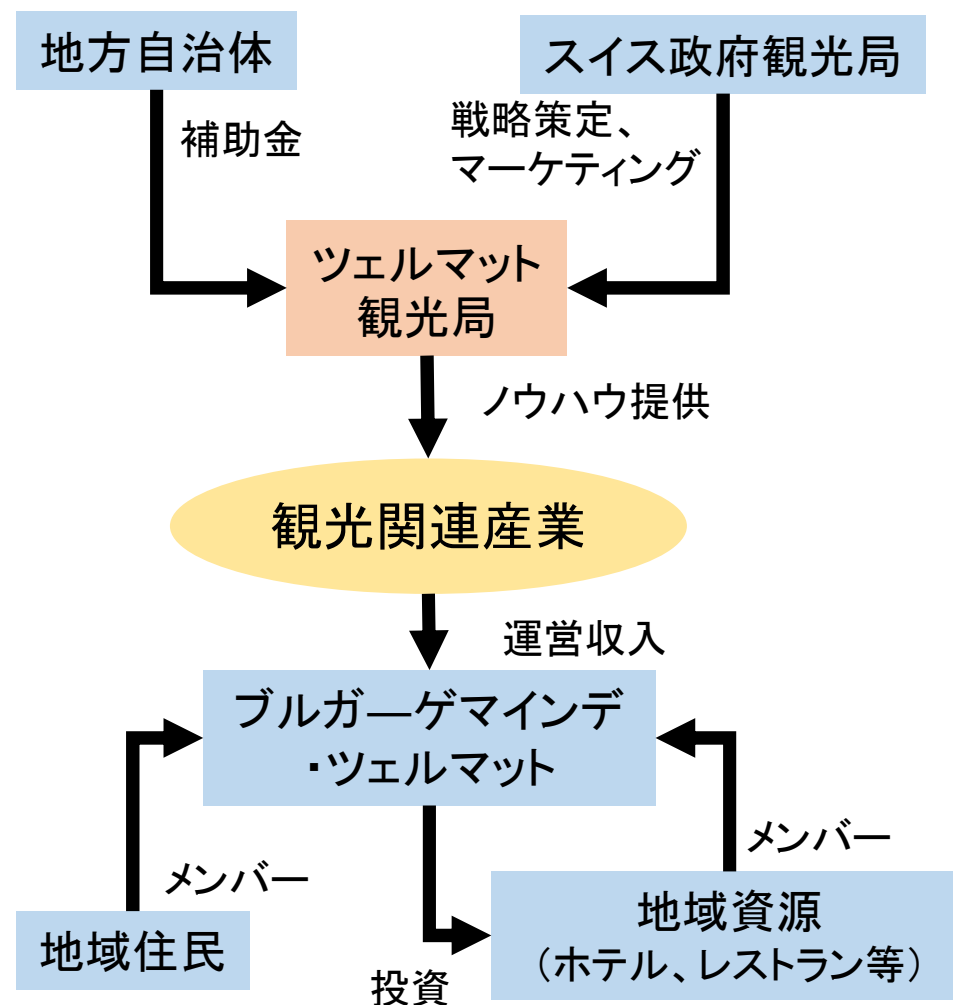 地方自治体
スイス政府観光局
補助金
戦略策定、
マーケティング
ツェルマット
観光局
ノウハウ提供
観光関連産業
運営収入
ブルガ―ゲマインデ
・ツェルマット
メンバー
メンバー
地域住民
地域資源
（ホテル、レストラン等）
投資